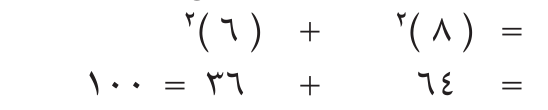 = (٨)٢ + (٦)٢
= ٦٤ + ٣٦ = ١٠٠